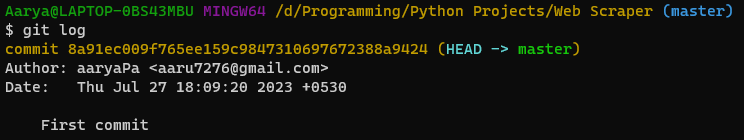 Aarya@LAPTOP-0BS43MBU MINGW64 /d/Programming/Python Projects/Web Scraper (master)
$ git log
commit 8a91ec009f765ee159c9847310697672388a9424 (HEAD -> master)
Author: aaryaPa <aaru7276@gmail.com>
Date:   Thu Jul 27 18:09:20 2023 +0530
    First commit